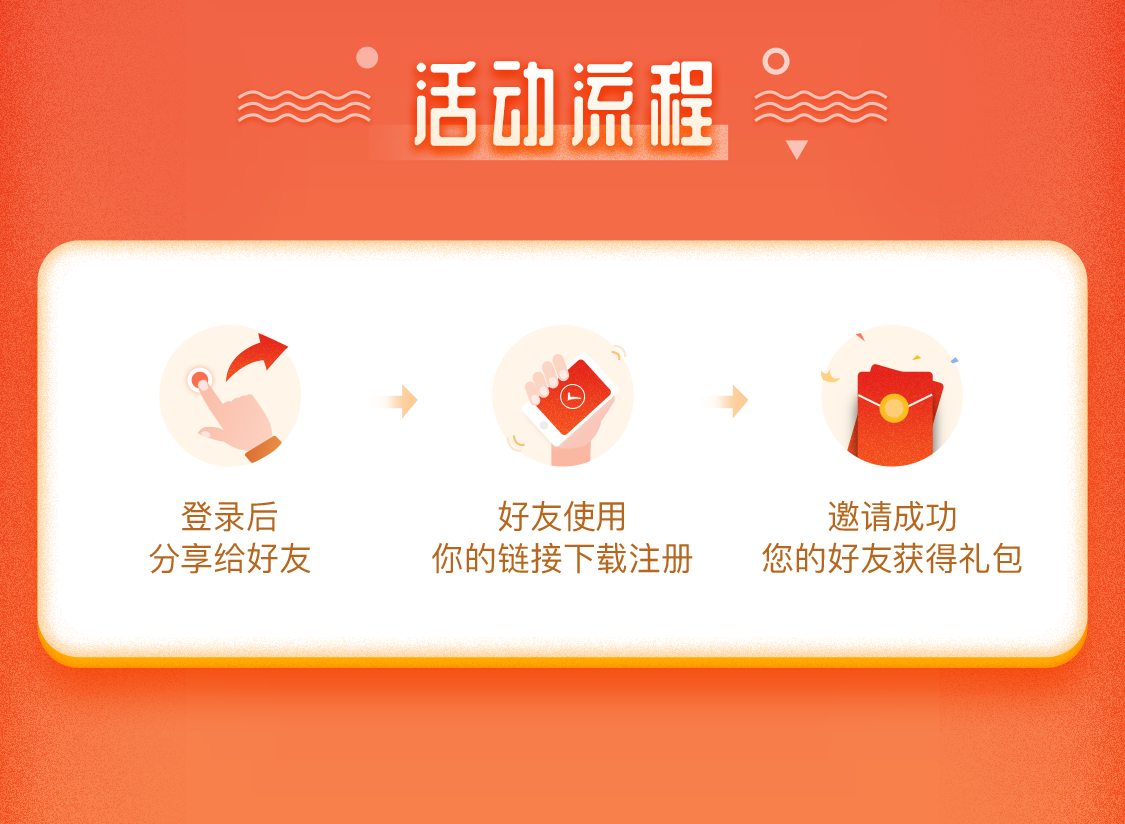 活动流程
登录后
分享给好友
好友使用
你的链接下载注册
邀请成功
您的好友获得礼包